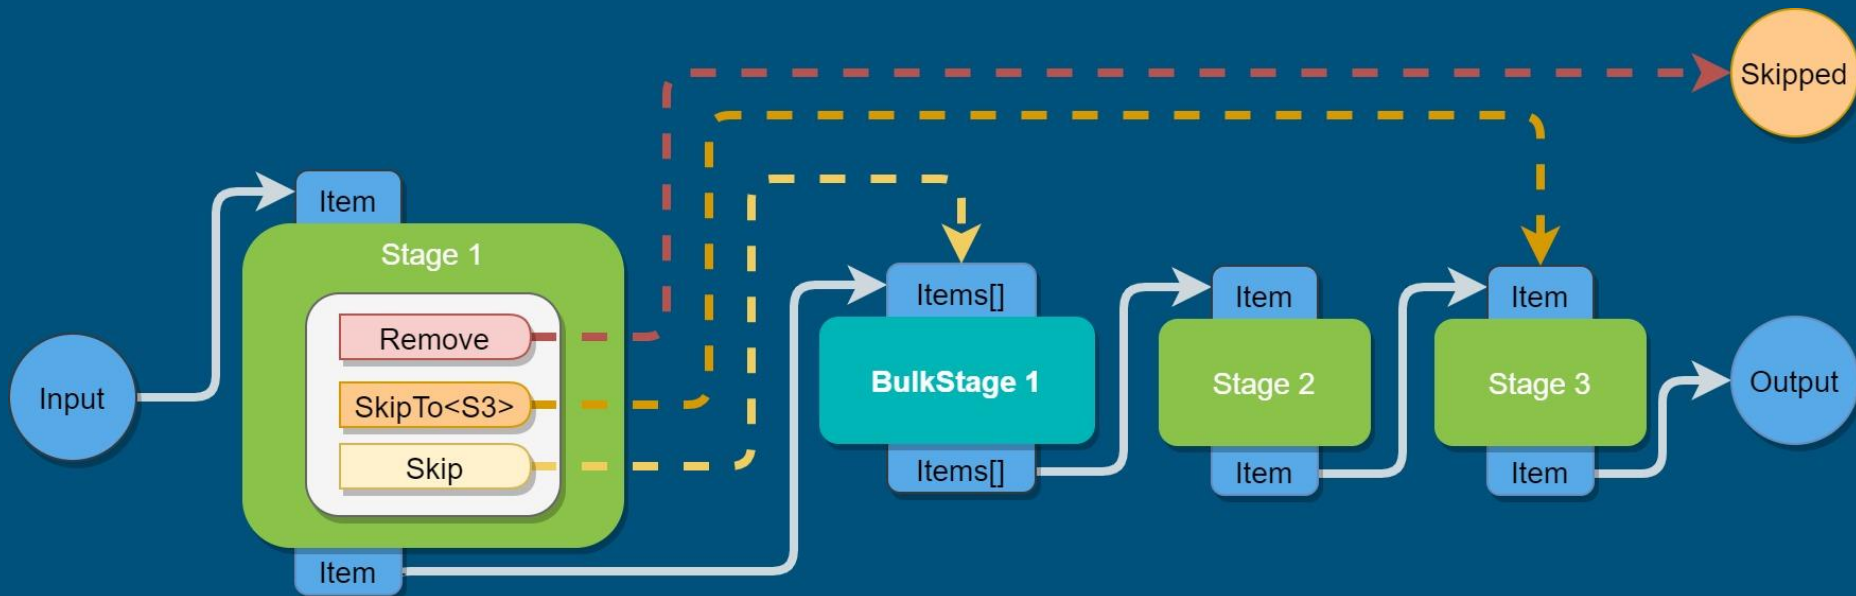 Skipped
Item
Stage 1
Remove
SkipTo<S3>
Skip
Item
Input
Items[]
BulkStage 1
Items[]
Item
Stage 2
Item
Item
Stage 3
Item
Output